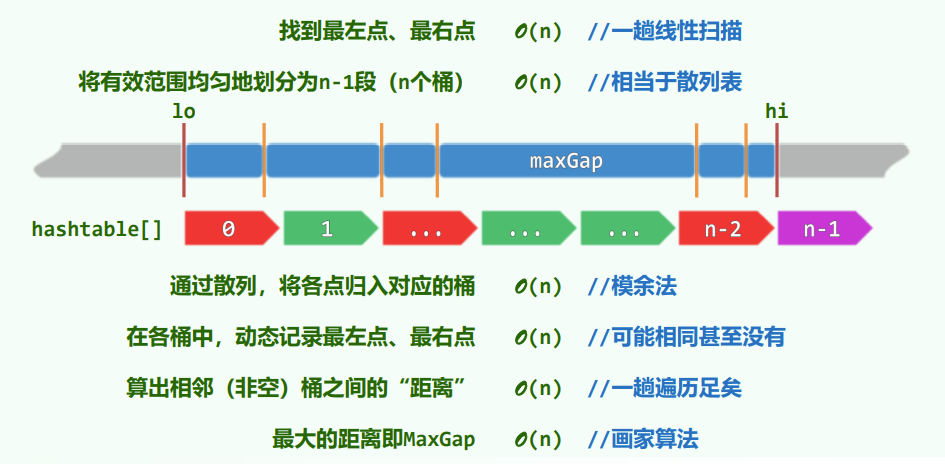 找到最左点、最右点 O(n) //一趟线性扫描
将有效范围均匀地划分为n-1段（n个桶） O(n) //相当于散列表
lo hi
maxGap
hashtable[] 0 1 ... ... ... n-2 n-1
通过散列，将各点归入对应的桶 O(n) //模余法
在各桶中，动态记录最左点、最右点 O(n) //可能相同甚至没有
算出相邻（非空）桶之间的“距离” O(n) //一趟遍历足矣
最大的距离即MaxGap O(n) //画家算法